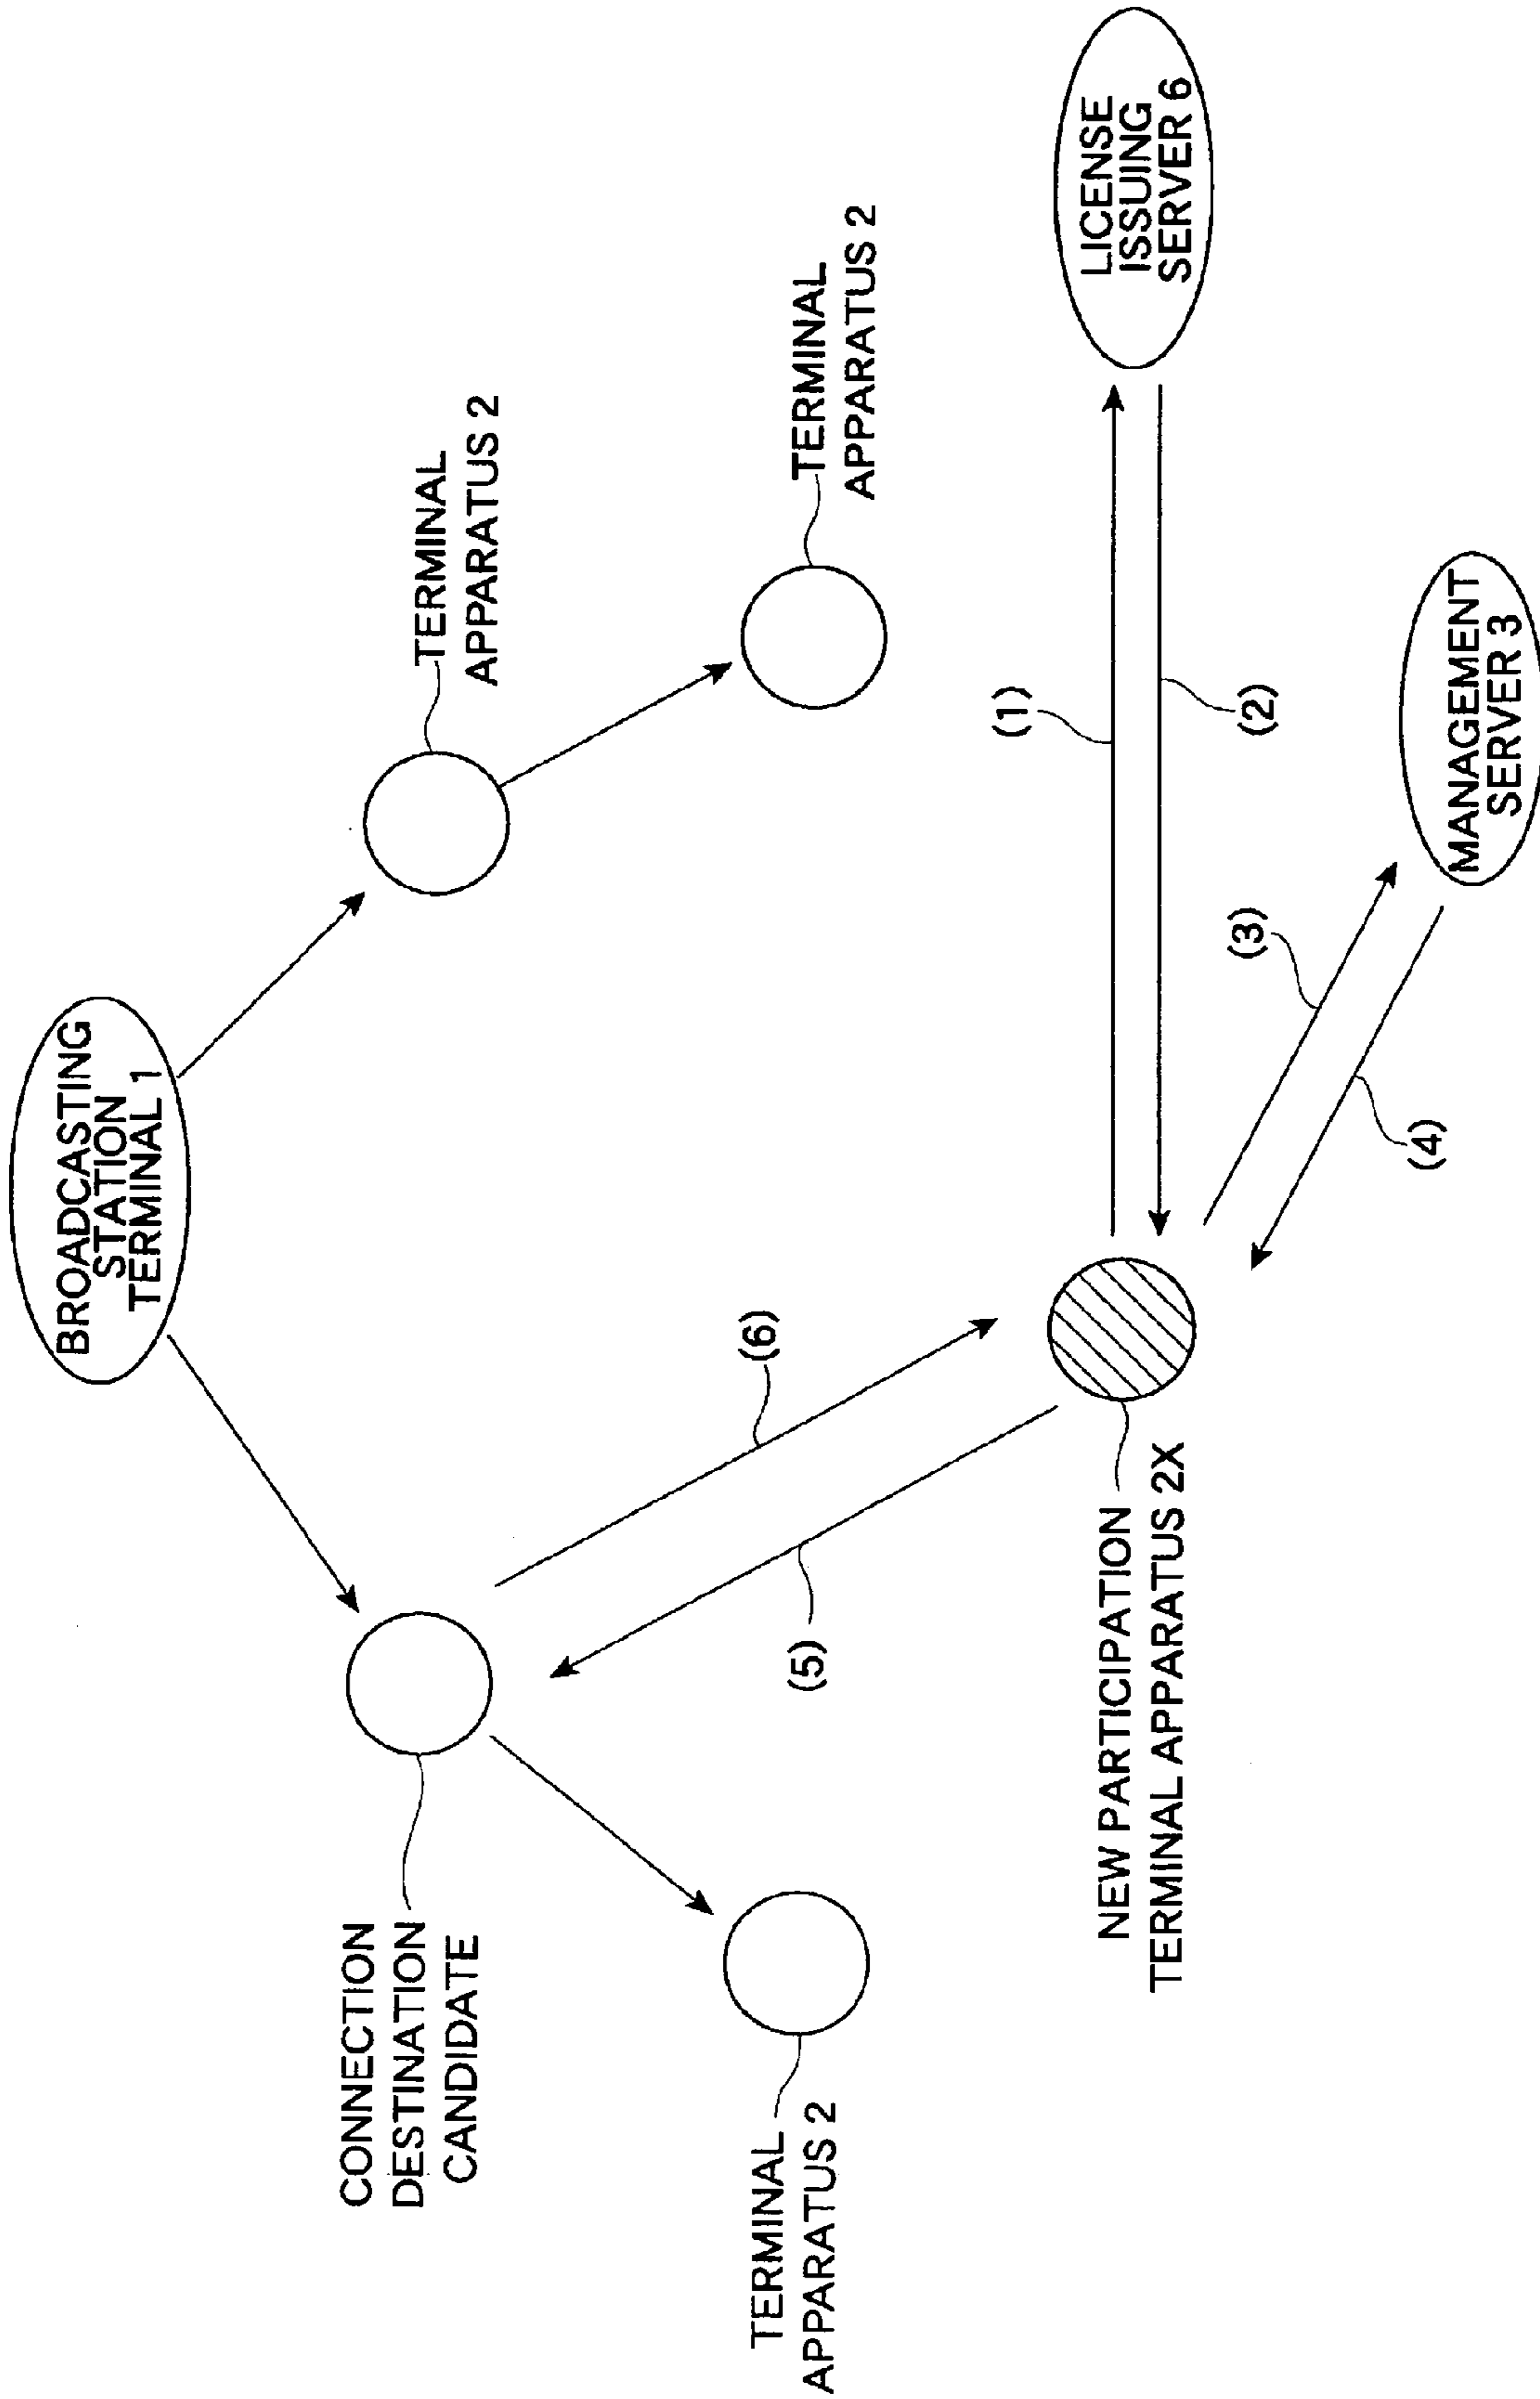 BROADCASTING
STATION
TERMINAL 1
CONNECTION
DESTINATION
CANDIDATE
TERMINAL
APPARATUS 2
TERMINAL
APPARATUS 2
TERMINAL
APPARATUS 2
(6)
(5)
NEW PARTICIPATION
TERMINAL APPARATUS 2X
(1)
(2)
LICENSE
ISSUING
SERVER 6
(3)
(4)
MANAGEMENT
SERVER 3